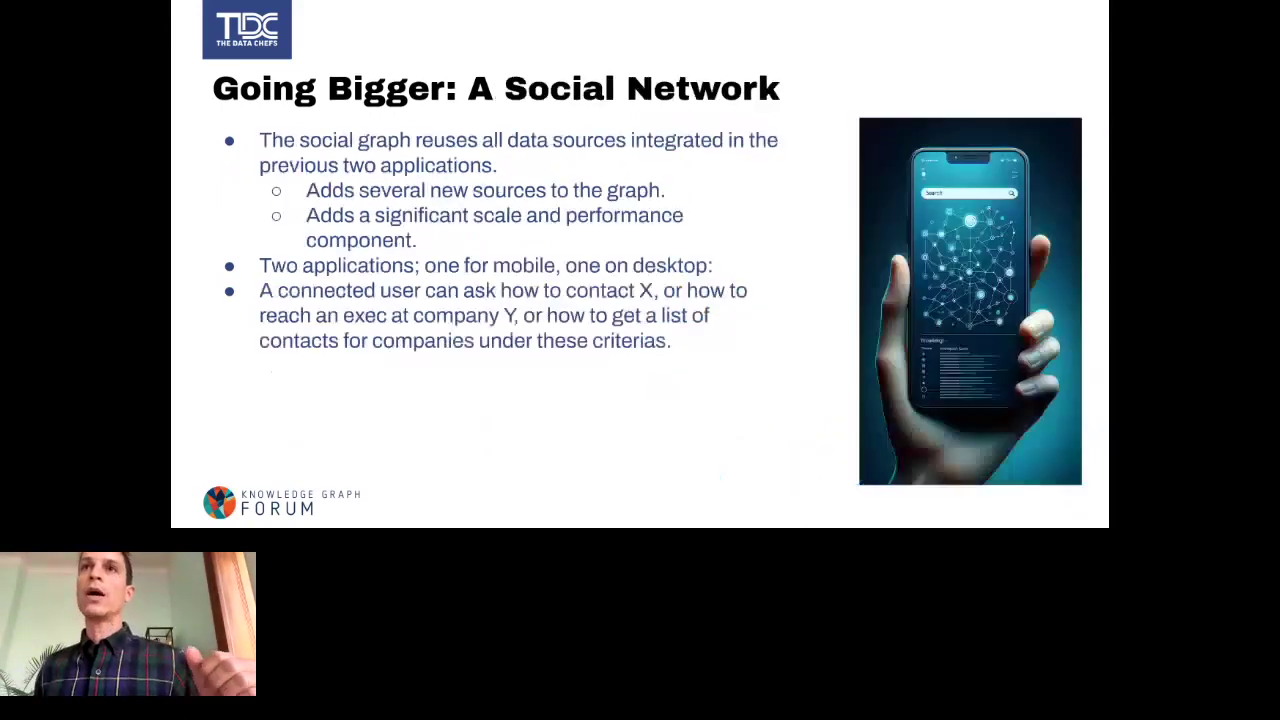 TDC
THE DATA CHEFS
Going Bigger: A Social Network
● The social graph reuses all data sources integrated in the
previous two applications.
○ Adds several new sources to the graph.
○ Adds a significant scale and performance
component.
● Two applications; one for mobile, one on desktop:
● A connected user can ask how to contact X, or how to
reach an exec at company Y, or how to get a list of
contacts for companies under these criterias.
Search
KNOWLEDGE GRAPH
FORUM